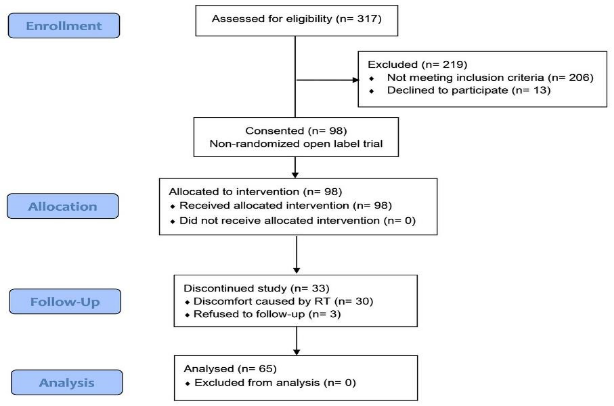 Enrollment
Assessed for eligibility (n= 317)
Excluded (n= 219)
♦ Not meeting inclusion criteria (n= 206)
♦ Declined to participate (n= 13)
Consented (n= 98)
Non-randomized open label trial
Allocation
Allocated to intervention (n= 98)
♦ Received allocated intervention (n= 98)
♦ Did not receive allocated intervention (n= 0)
Follow-Up
Discontinued study (n= 33)
♦ Discomfort caused by RT (n= 30)
♦ Refused to follow-up (n= 3)
Analysis
Analysed (n= 65)
♦ Excluded from analysis (n= 0)